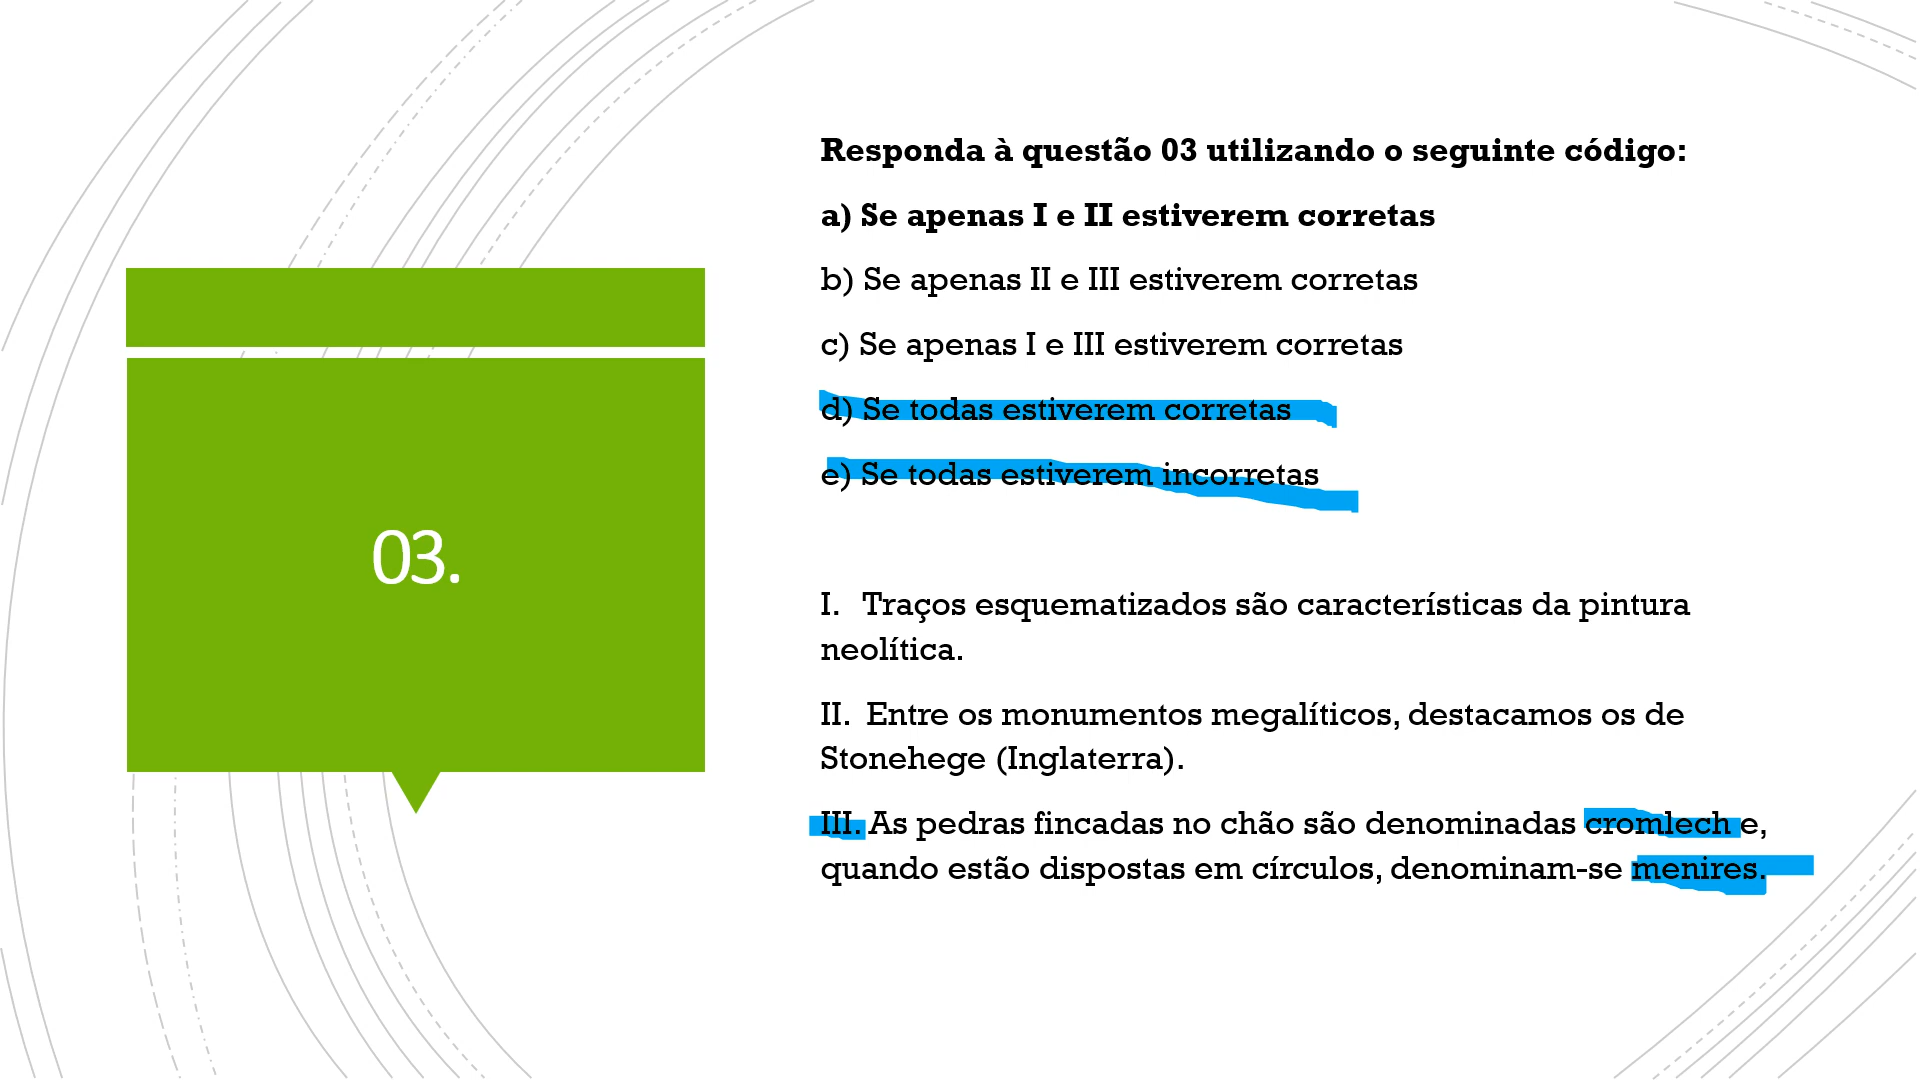 03.
Responda à questão 03 utilizando o seguinte código:
a) Se apenas I e II estiverem corretas
b) Se apenas II e III estiverem corretas
c) Se apenas I e III estiverem corretas
d) Se todas estiverem corretas
e) Se todas estiverem incorretas
I. Traços esquematizados são características da pintura
neolítica.
II. Entre os monumentos megalíticos, destacamos os de
Stonehege (Inglaterra).
III. As pedras fincadas no chão são denominadas cromlech e,
quando estão dispostas em círculos, denominam-se menires.